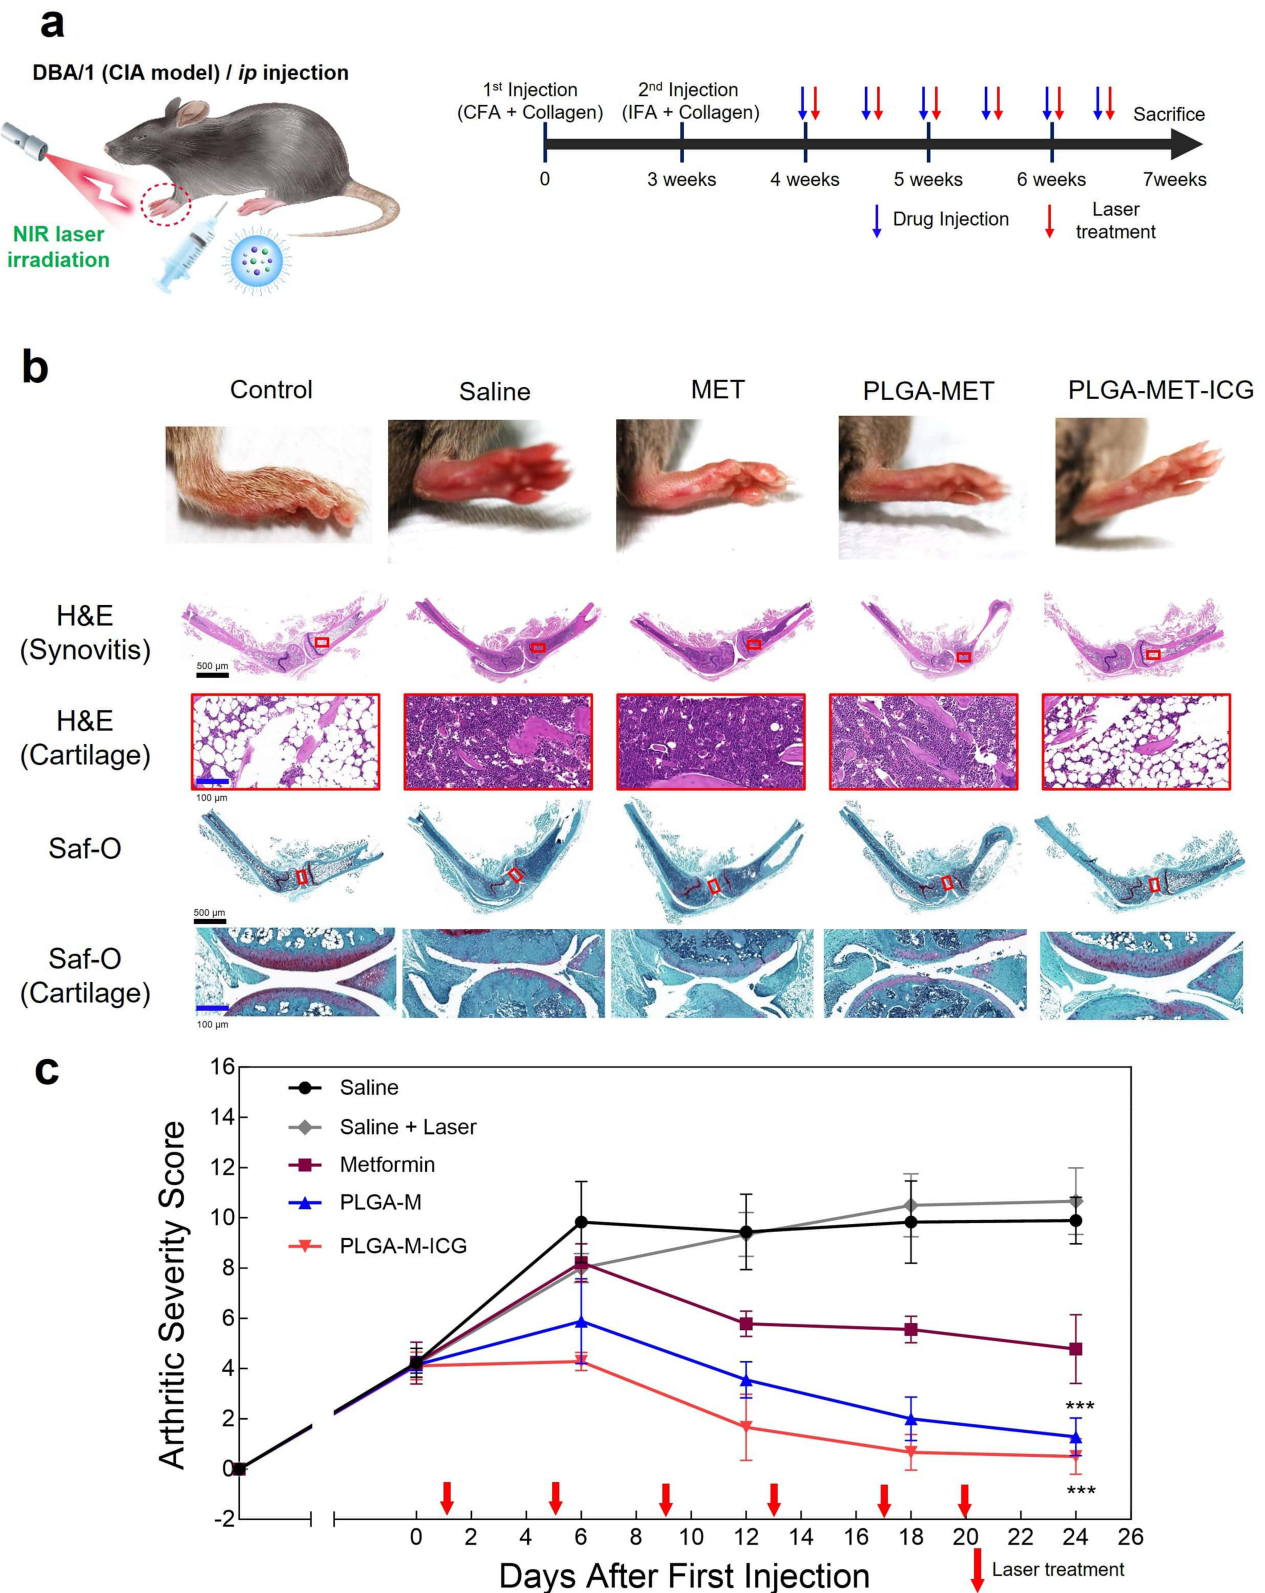 a
DBA/1 (CIA model) / ip injection
NIR laser
irradiation
1st Injection
(CFA + Collagen)
2nd Injection
(IFA + Collagen)
Sacrifice
0
3 weeks
4 weeks
5 weeks
6 weeks
7weeks
Drug Injection
Laser
treatment
b
Control
Saline
MET
PLGA-MET
PLGA-MET-ICG
H&E
(Synovitis)
500 µm
H&E
(Cartilage)
100 µm
Saf-O
500 µm
Saf-O
(Cartilage)
100 µm
c
Arthritic Severity Score
16
14
12
10
8
6
4
2
0
-2
Saline
Saline + Laser
Metformin
PLGA-M
PLGA-M-ICG
***
***
0 2 4 6 8 10 12 14 16 18 20 22 24 26
Days After First Injection
Laser treatment